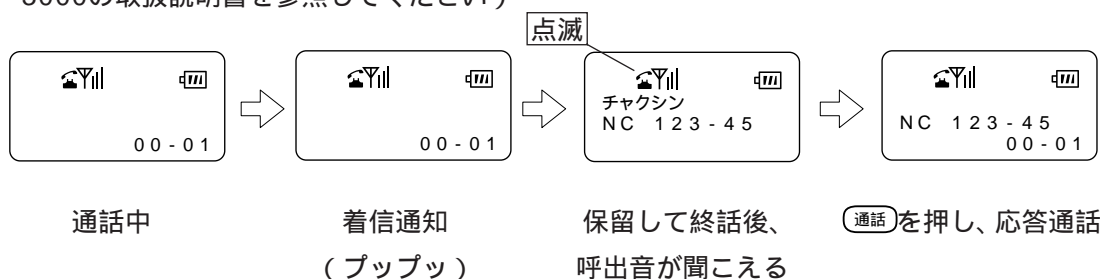 3000の取扱説明書を参照してください）
点滅
00-01
00-01
チャクシン
NC 123-45
NC 123-45
00-01
通話中
着信通知
（プップッ）
保留して終話後、
呼出音が聞こえる
通話を押し、応答通話